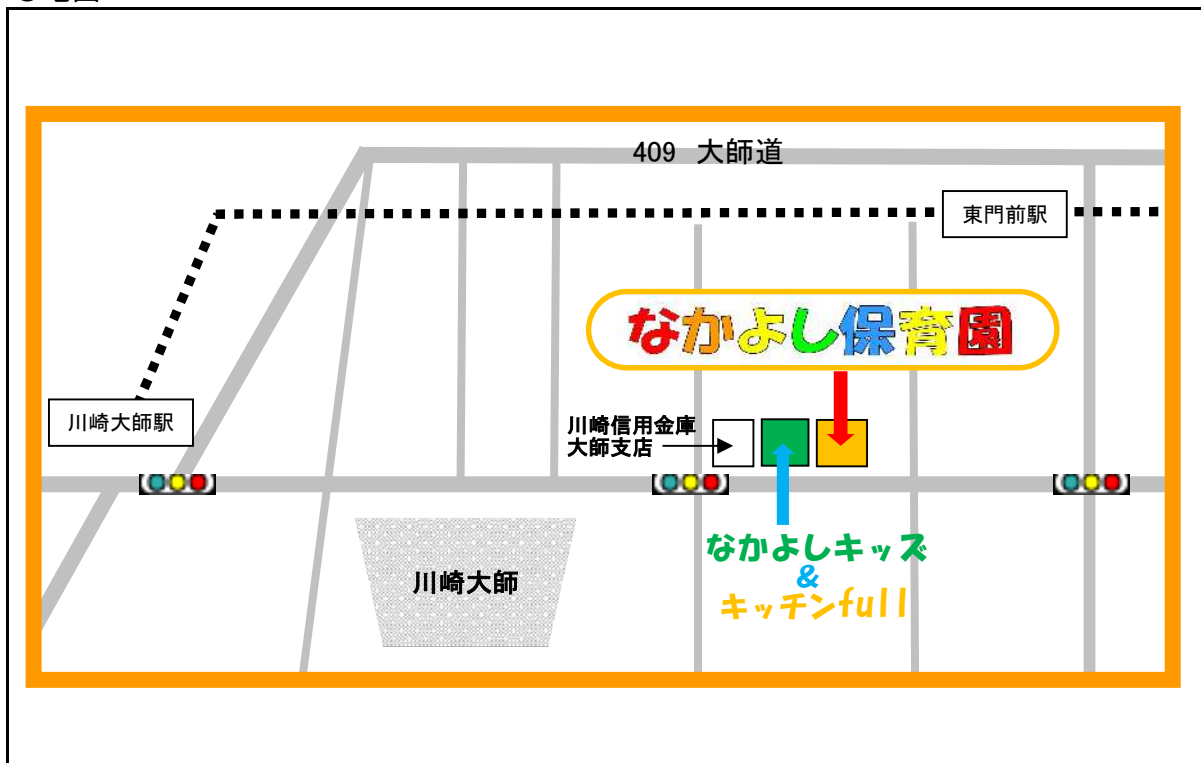 409 大師道
東門前駅
なかよし保育園
川崎大師駅
川崎信用金庫
大師支店
川崎大師
なかよしキッズ
&
キッチンfull